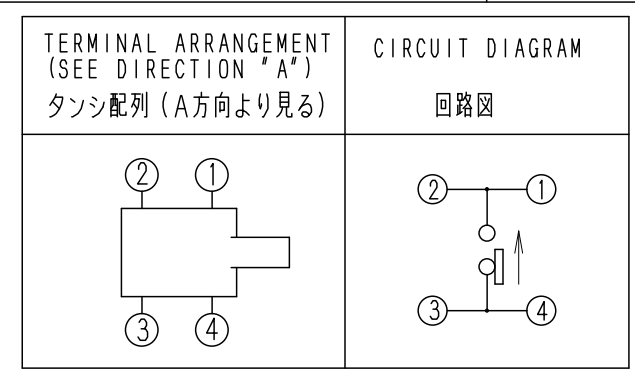 TERMINAL ARRANGEMENT
(SEE DIRECTION "A")
タンシ配列(A方向より見る)
CIRCUIT DIAGRAM
回路図
② ①
③ ④
② ①
③ ④